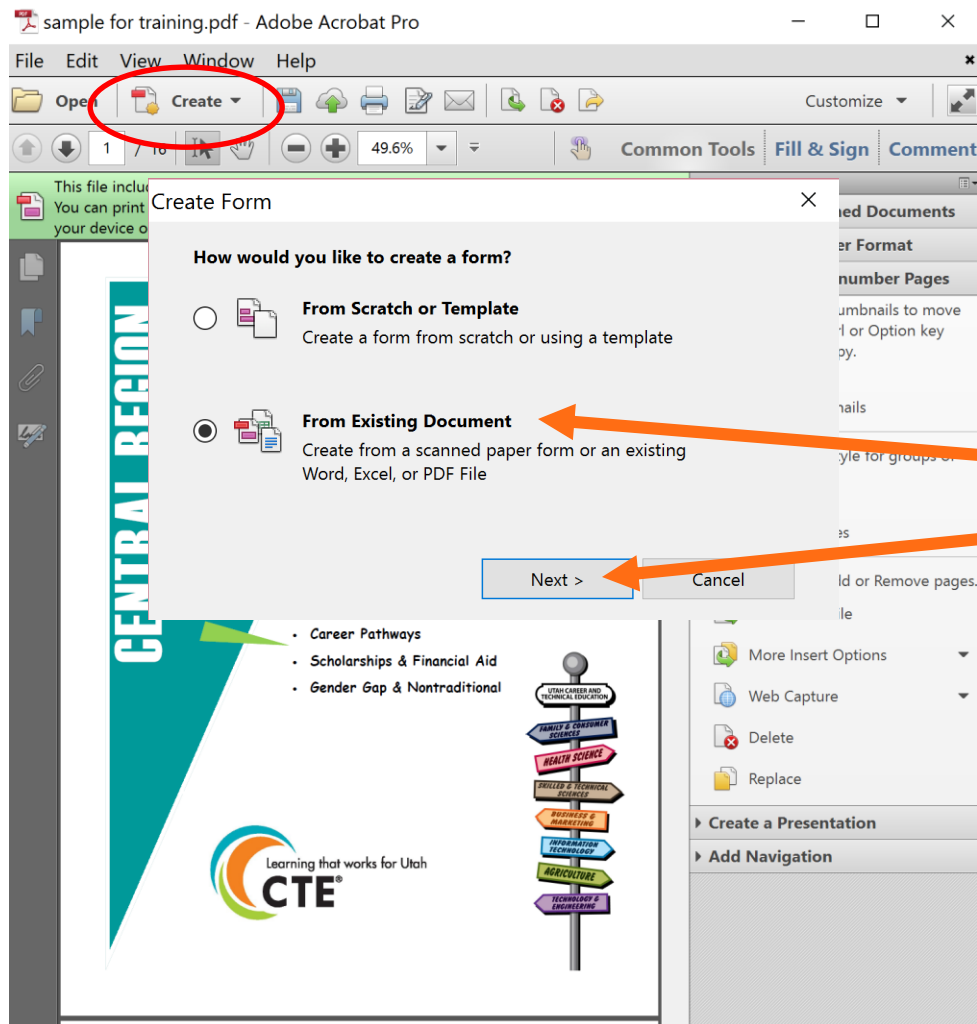 sample for training.pdf - Adobe Acrobat Pro
File Edit View Window Help
Open Create Customize
1 / 16 49.6% Common Tools Fill & Sign Comment
This file inclu
You can print
your device o
Create Form
How would you like to create a form?
From Scratch or Template
Create a form from scratch or using a template
From Existing Document
Create from a scanned paper form or an existing
Word, Excel, or PDF File
Next > Cancel
ed Documents
er Format
number Pages
umbnails to move
l or Option key
py.
nails
yle for groups of
es
ld or Remove pages.
ile
More Insert Options
Web Capture
Delete
Replace
Create a Presentation
Add Navigation
CENTRAL REGION
• Career Pathways
• Scholarships & Financial Aid
• Gender Gap & Nontraditional
UTAH CAREER AND
TECHNICAL EDUCATION
FAMILY & CONSUMER
SCIENCES
HEALTH SCIENCE
SKILLED & TECHNICAL
SCIENCES
BUSINESS &
MARKETING
INFORMATION
TECHNOLOGY
AGRICULTURE
TECHNOLOGY &
ENGINEERING
Learning that works for Utah
CTE®